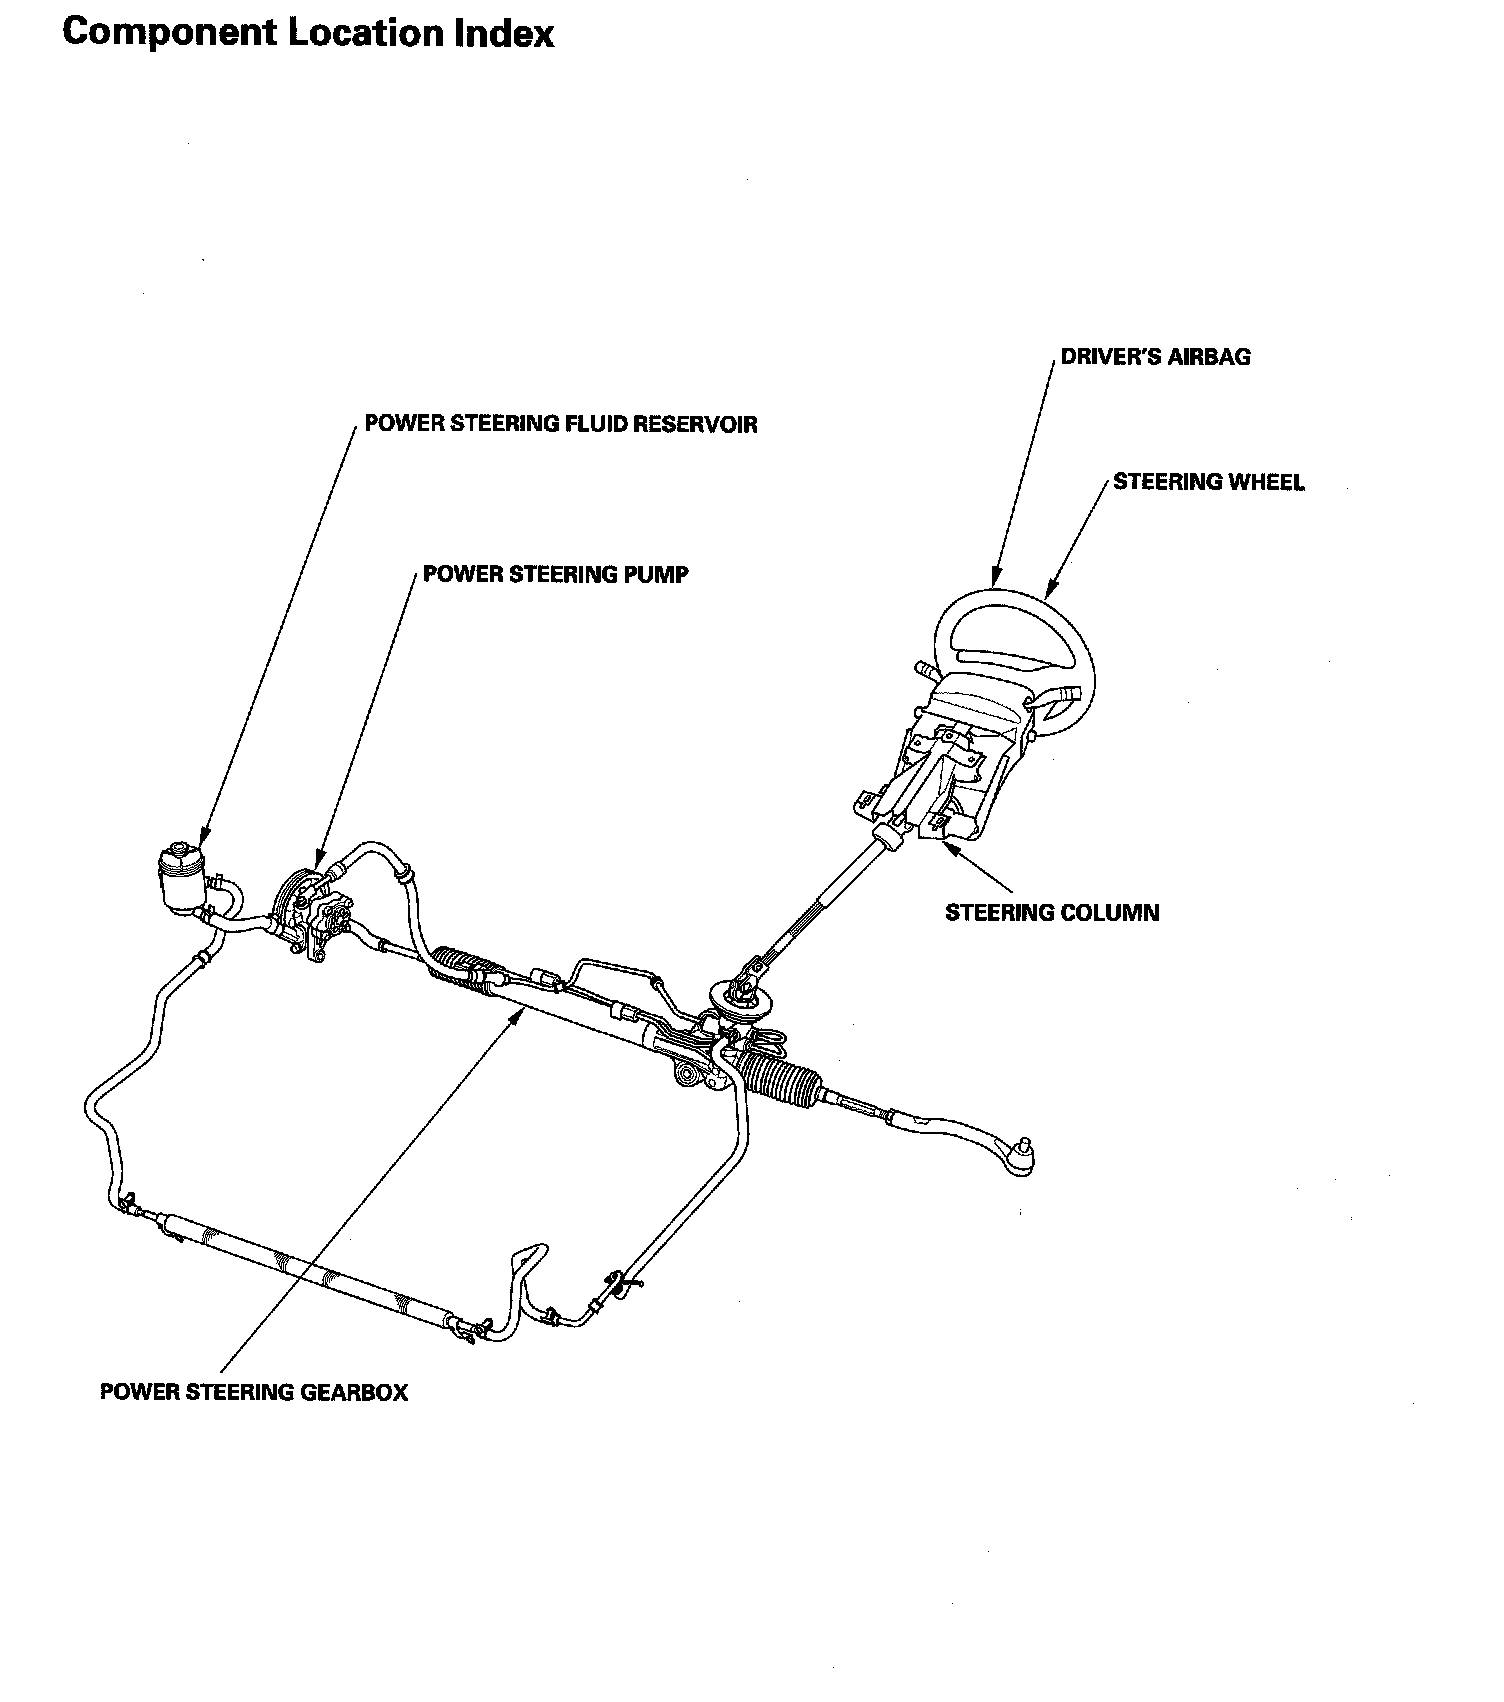 Component Location Index
DRIVER'S AIRBAG
POWER STEERING FLUID RESERVOIR
STEERING WHEEL
POWER STEERING PUMP
STEERING COLUMN
POWER STEERING GEARBOX